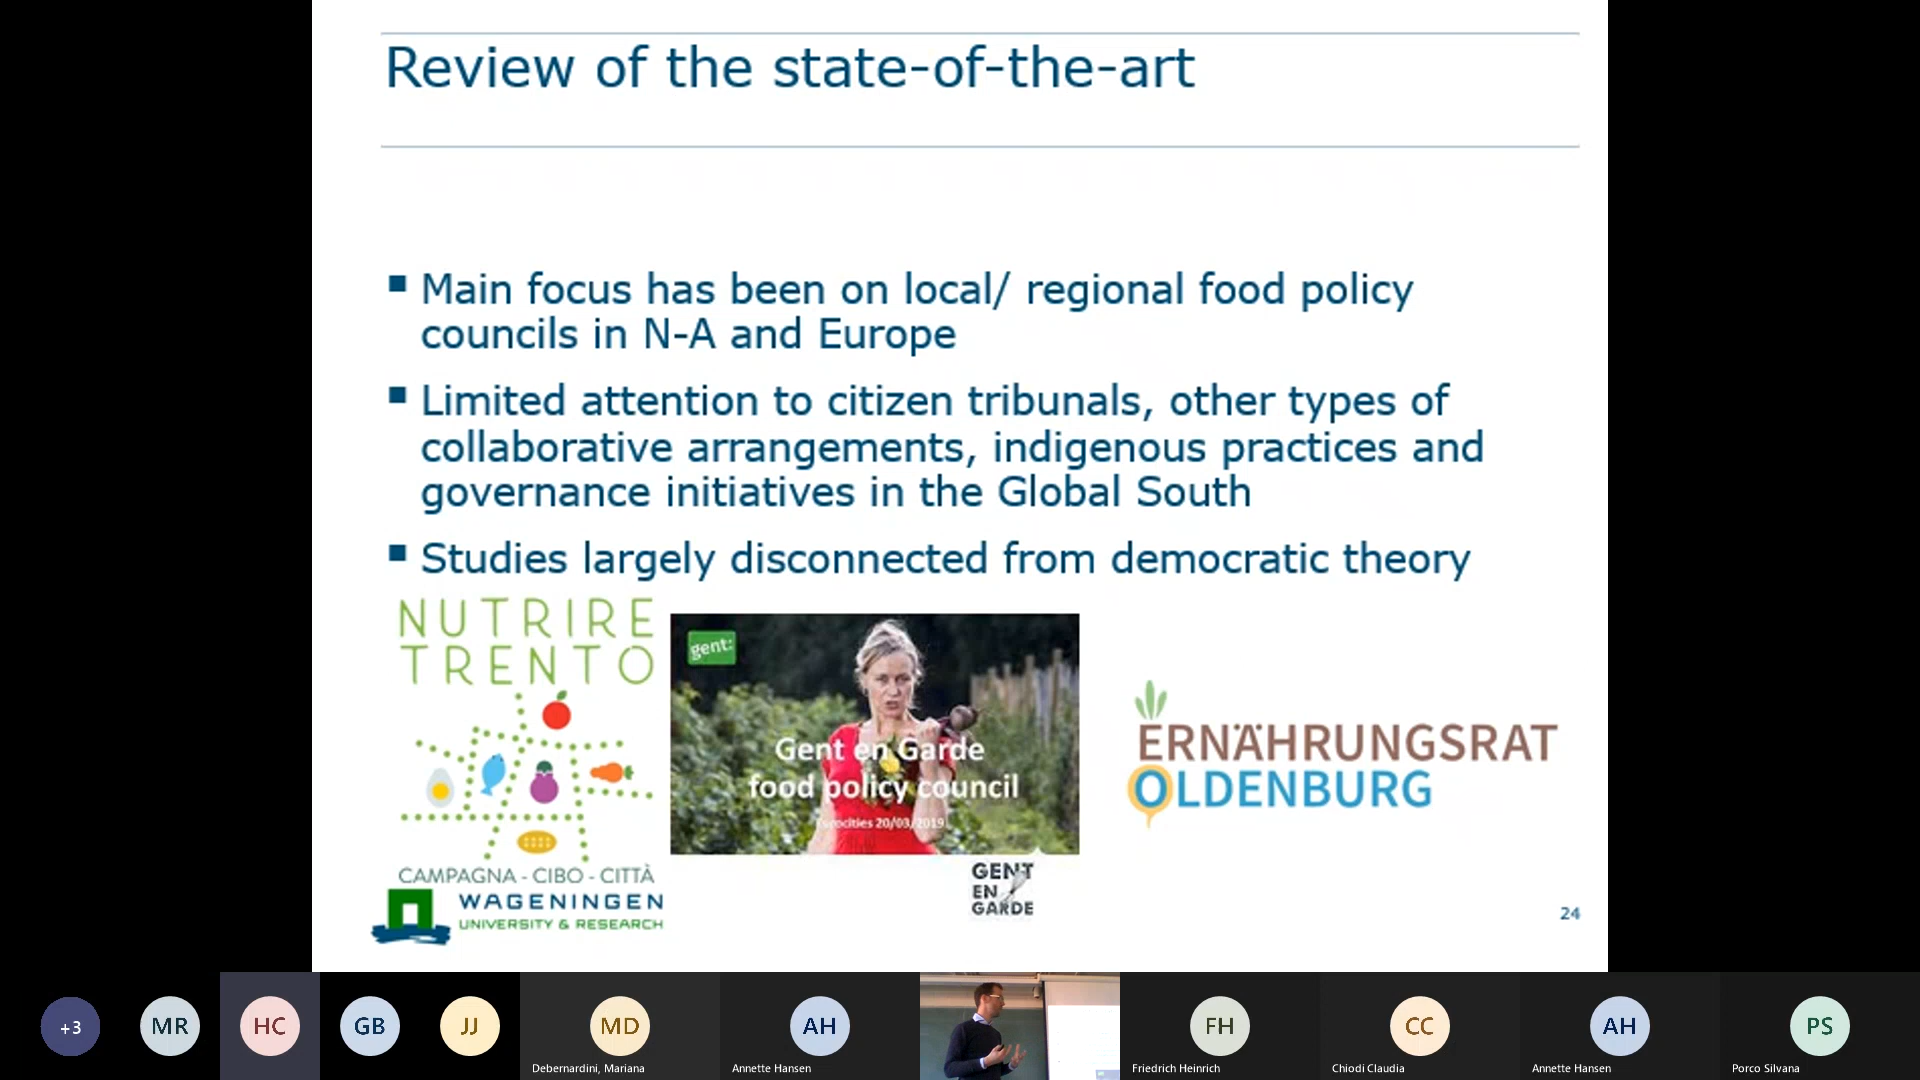 Review of the state-of-the-art
Main focus has been on local/ regional food policy
councils in N-A and Europe
Limited attention to citizen tribunals, other types of
collaborative arrangements, indigenous practices and
governance initiatives in the Global South
Studies largely disconnected from democratic theory
NUTRIRE
TRENTO
CAMPAGNA - CIBO - CITTÀ
gent:
Gent en Garde
food policy council
Eurocities 20/03/2019
GENT
EN
GARDE
ERNÄHRUNGSRAT
OLDENBURG
WAGENINGEN
UNIVERSITY & RESEARCH
24
+3
MR
HC
GB
JJ
MD
Debernardini, Mariana
AH
Annette Hansen
FH
Friedrich Heinrich
CC
Chiodi Claudia
AH
Annette Hansen
PS
Porco Silvana